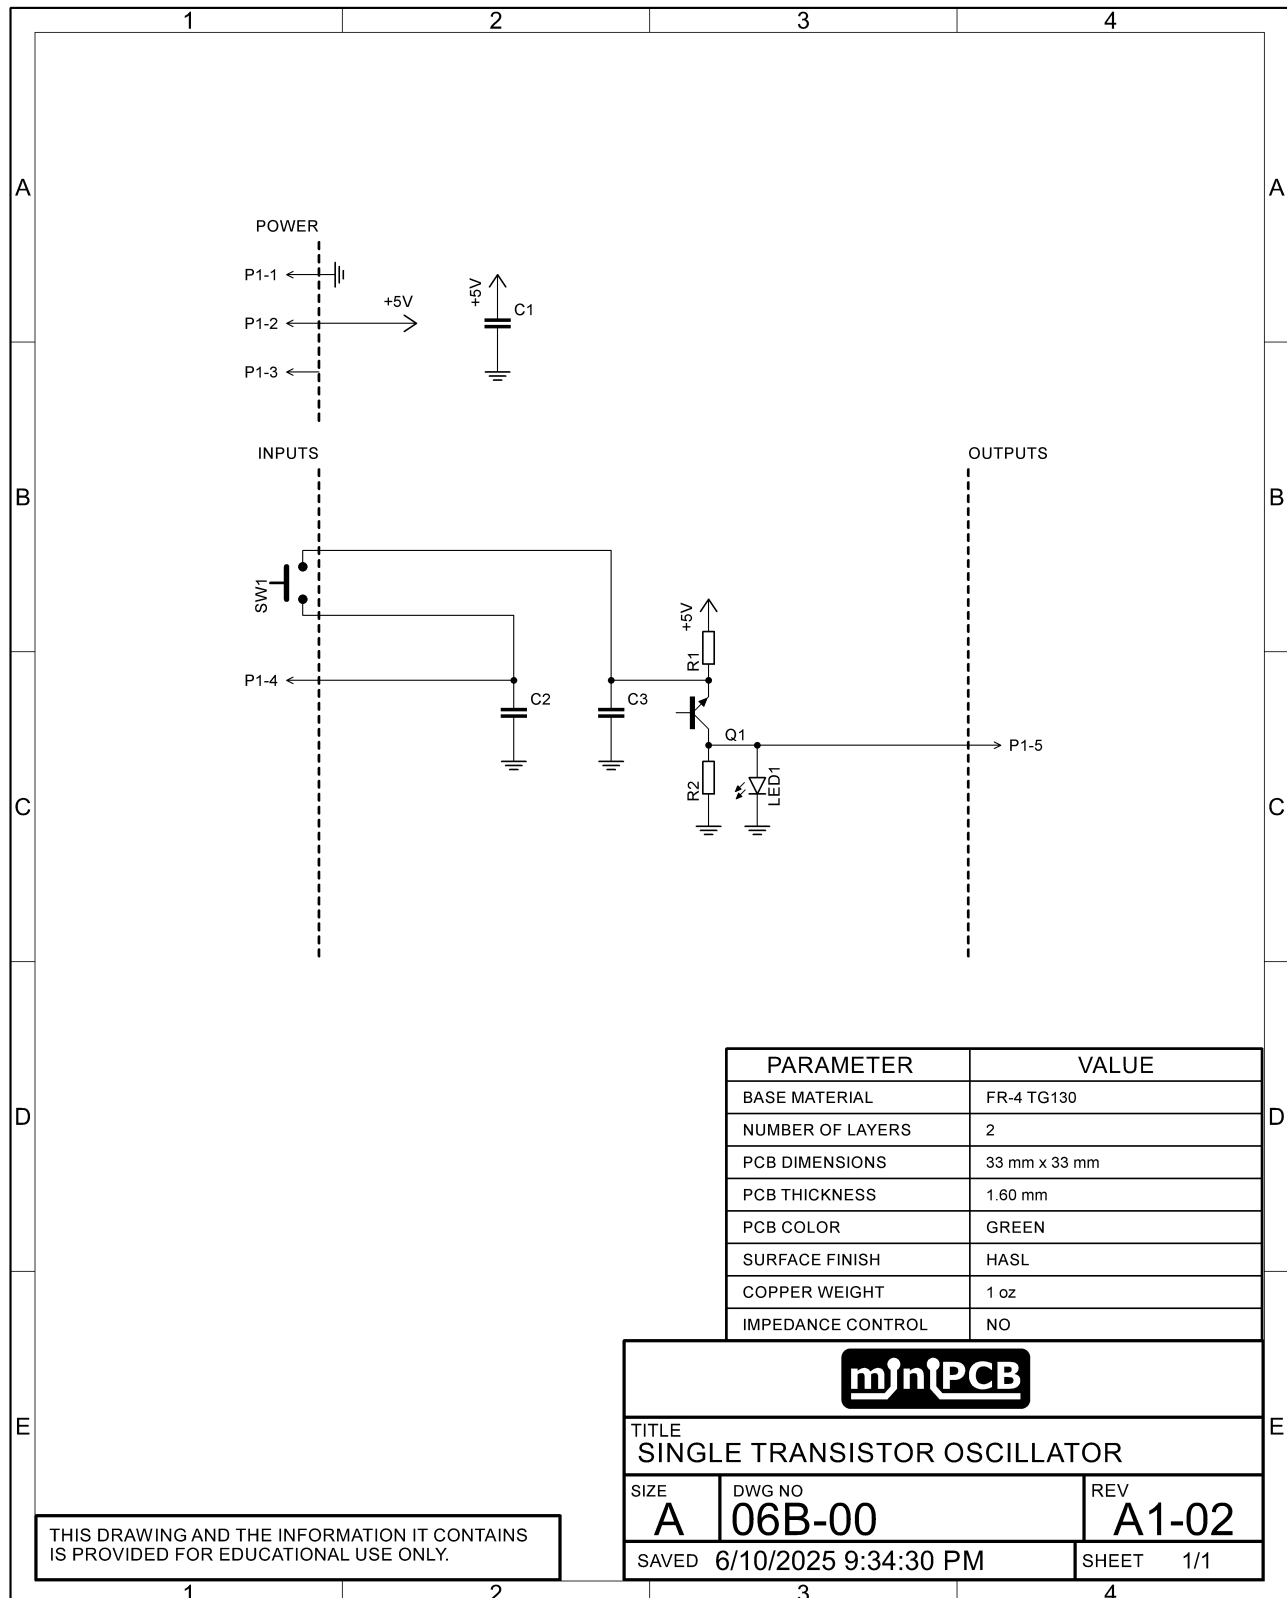 1 2 3 4
A A
POWER
P1-1
+5V
P1-2
+5V
C1
P1-3
INPUTS
OUTPUTS
B B
SW1
+5V
R1
P1-4
C2
C3
Q1
P1-5
R2
LED1
C C
PARAMETER VALUE
BASE MATERIAL FR-4 TG130
D D
NUMBER OF LAYERS 2
PCB DIMENSIONS 33 mm x 33 mm
PCB THICKNESS 1.60 mm
PCB COLOR GREEN
SURFACE FINISH HASL
COPPER WEIGHT 1 oz
IMPEDANCE CONTROL NO
miniPCB
E E
TITLE
SINGLE TRANSISTOR OSCILLATOR
SIZE DWG NO REV
A 06B-00 A1-02
SAVED 6/10/2025 9:34:30 PM SHEET 1/1
THIS DRAWING AND THE INFORMATION IT CONTAINS
IS PROVIDED FOR EDUCATIONAL USE ONLY.
1 2 3 4